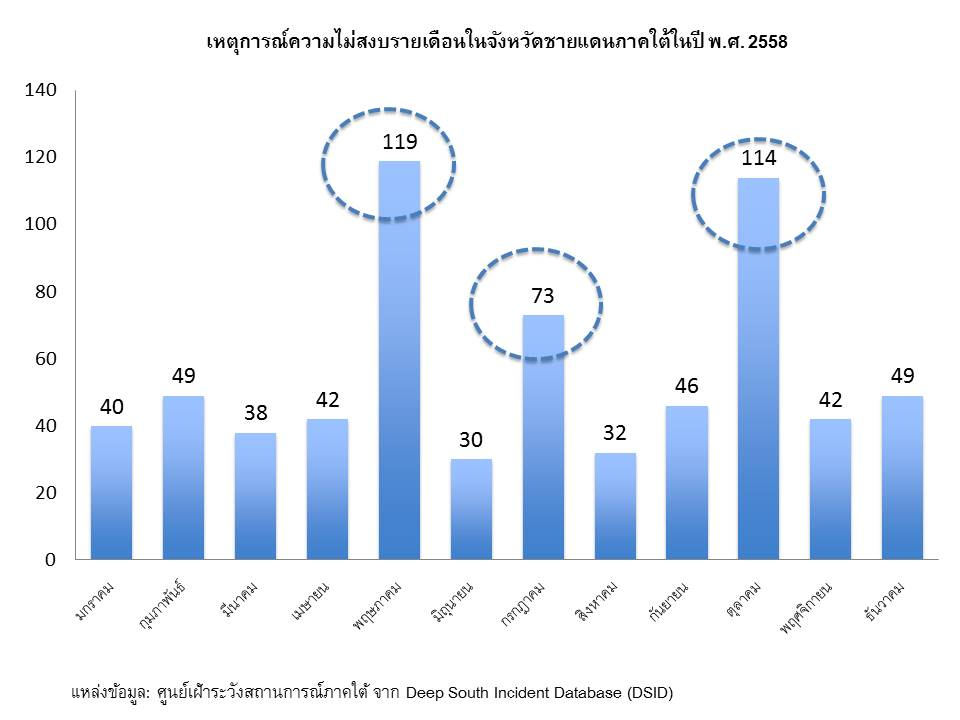 เหตุการณ์ความไม่สงบรายเดือนในจังหวัดชายแดนภาคใต้ในปี พ.ศ. 2558
140
120
100
80
60
40
20
0
40
49
38
42
119
30
73
32
46
114
42
49
มกราคม
กุมภาพันธ์
มีนาคม
เมษายน
พฤษภาคม
มิถุนายน
กรกฎาคม
สิงหาคม
กันยายน
ตุลาคม
พฤศจิกายน
ธันวาคม
แหล่งข้อมูล: ศูนย์เฝ้าระวังสถานการณ์ภาคใต้ จาก Deep South Incident Database (DSID)